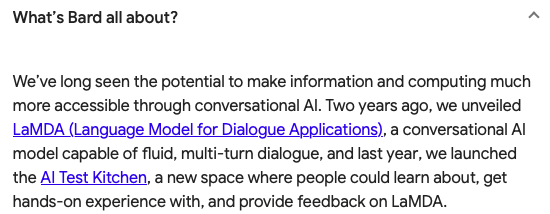 What's Bard all about?
We've long seen the potential to make information and computing much
more accessible through conversational AI. Two years ago, we unveiled
LaMDA (Language Model for Dialogue Applications), a conversational AI
model capable of fluid, multi-turn dialogue, and last year, we launched
the AI Test Kitchen, a new space where people could learn about, get
hands-on experience with, and provide feedback on LaMDA.